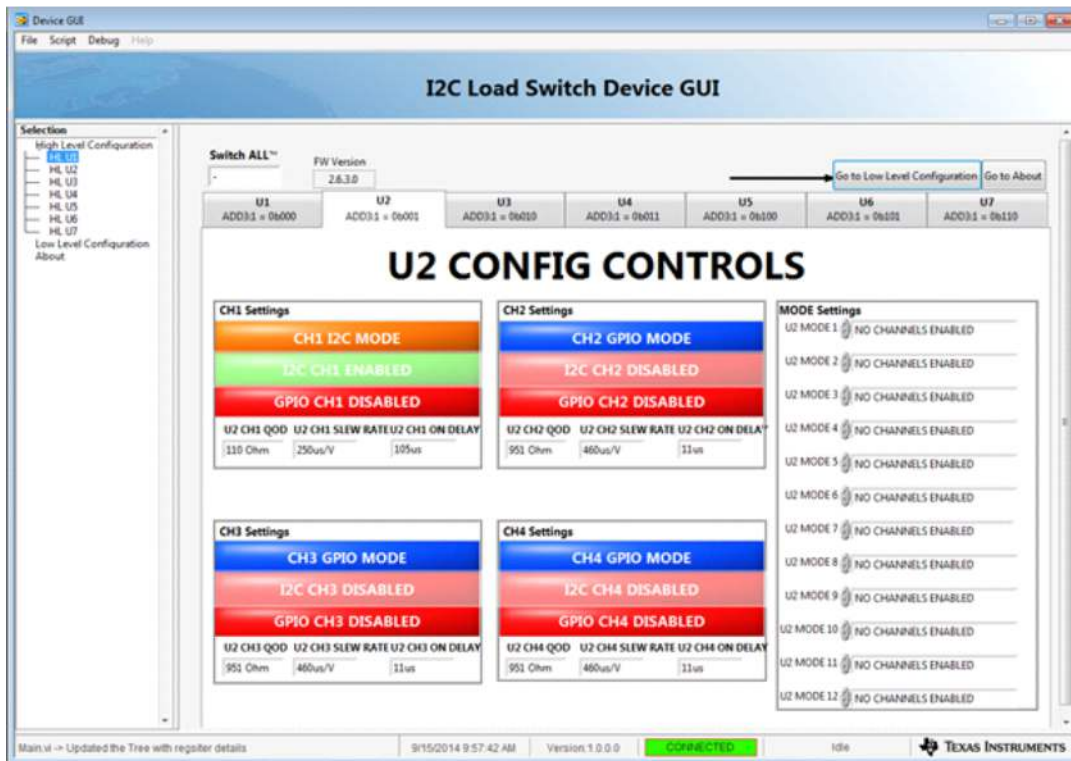 Device GUI
File Script Debug Help
I2C Load Switch Device GUI
Selection
High Level Configuration
HL U1
HL U2
HL U3
HL U4
HL U5
HL U6
HL U7
Low Level Configuration
About
Switch ALL™
-
FW Version
2.6.3.0
Go to Low Level Configuration Go to About
U1 U2 U3 U4 U5 U6 U7
ADD3:1 = 0b000 ADD3:1 = 0b001 ADD3:1 = 0b010 ADD3:1 = 0b011 ADD3:1 = 0b100 ADD3:1 = 0b101 ADD3:1 = 0b110
U2 CONFIG CONTROLS
CH1 Settings
CH1 I2C MODE
I2C CH1 ENABLED
GPIO CH1 DISABLED
U2 CH1 QOD U2 CH1 SLEW RATE U2 CH1 ON DELAY
110 Ohm 250us/V 105us
CH2 Settings
CH2 GPIO MODE
I2C CH2 DISABLED
GPIO CH2 DISABLED
U2 CH2 QOD U2 CH2 SLEW RATE U2 CH2 ON DELA
951 Ohm 460us/V 11us
CH3 Settings
CH3 GPIO MODE
I2C CH3 DISABLED
GPIO CH3 DISABLED
U2 CH3 QOD U2 CH3 SLEW RATE U2 CH3 ON DELAY
951 Ohm 460us/V 11us
CH4 Settings
CH4 GPIO MODE
I2C CH4 DISABLED
GPIO CH4 DISABLED
U2 CH4 QOD U2 CH4 SLEW RATE U2 CH4 ON DELAY
951 Ohm 460us/V 11us
MODE Settings
U2 MODE 1 NO CHANNELS ENABLED
U2 MODE 2 NO CHANNELS ENABLED
U2 MODE 3 NO CHANNELS ENABLED
U2 MODE 4 NO CHANNELS ENABLED
U2 MODE 5 NO CHANNELS ENABLED
U2 MODE 6 NO CHANNELS ENABLED
U2 MODE 7 NO CHANNELS ENABLED
U2 MODE 8 NO CHANNELS ENABLED
U2 MODE 9 NO CHANNELS ENABLED
U2 MODE 10 NO CHANNELS ENABLED
U2 MODE 11 NO CHANNELS ENABLED
U2 MODE 12 NO CHANNELS ENABLED
Main.vi -> Updated the Tree with regsiter details 9/15/2014 9:57:42 AM Version:1.0.0.0 CONNECTED Idle TEXAS INSTRUMENTS